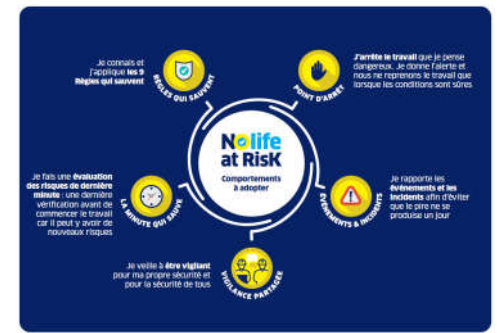 Je connais et
j'applique les 9
Règles qui sauvent
RÈGLES QUI SAUVENT
J'arrête le travail que je pense
dangereux. Je donne l'alerte et
nous ne reprenons le travail que
lorsque les conditions sont sûres
POINT D'ARRÊT
No life
at Risk
Comportements
à adopter
Je fais une évaluation
des risques de dernière
minute : une dernière
vérification avant de
commencer le travail
car il peut y avoir de
nouveaux risques
LA MINUTE QUI SAUVE
Je rapporte les
événements et les
incidents afin d'éviter
que le pire ne se
produise un jour
ÉVÉNEMENTS & INCIDENTS
Je veille à être vigilant
pour ma propre sécurité et
pour la sécurité de tous
VIGILANCE PARTAGÉE